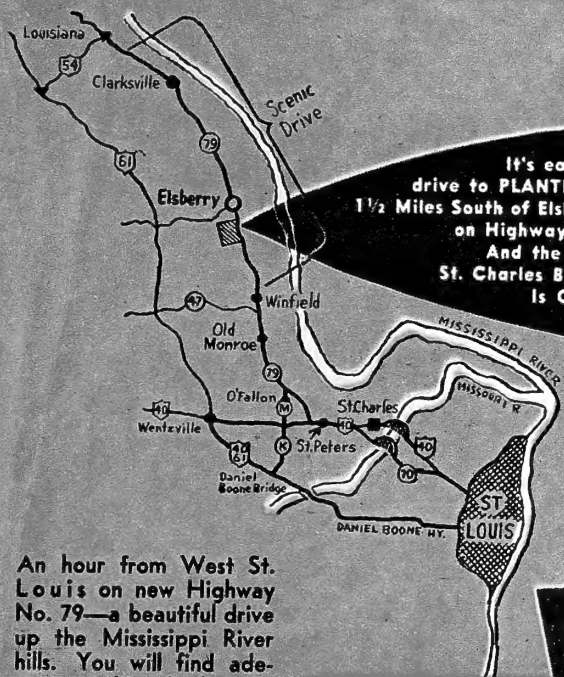 Louisiana
54
Clarksville
Scenic
Drive
61
79
Elsberry
It's
drive to
1½ Miles South of
on Highway
And the
St. Charles
Is
47
Winfield
Old
Monroe
79
MISSISSIPPI RIVER
MISSOURI R.
O'Fallon
M
St. Charles
40
Wentzville
40
40
St. Peters
K
70
40
61
Daniel
Boone Bridge
ST.
LOUIS
DANIEL BOONE HY.
An hour from West St.
Louis on new Highway
No. 79—a beautiful drive
up the Mississippi River
hills. You will find ade-